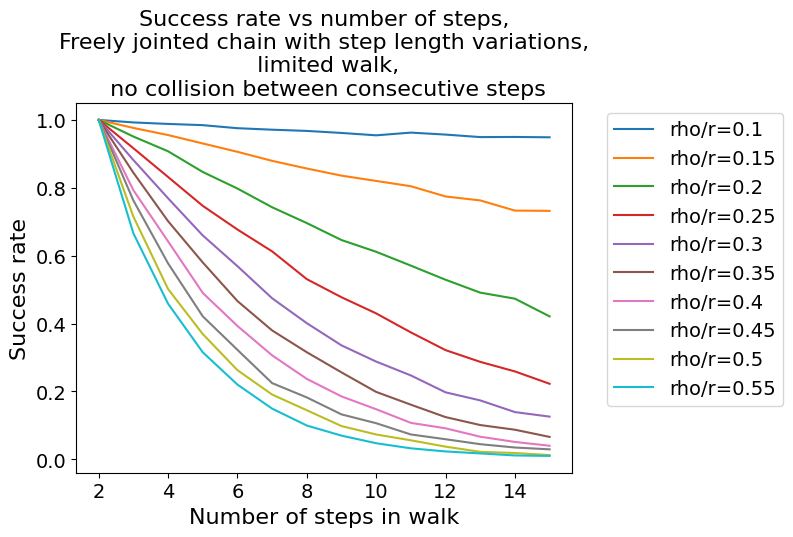 Success rate vs number of steps,
Freely jointed chain with step length variations,
limited walk,
no collision between consecutive steps
Success rate
1.0
0.8
0.6
0.4
0.2
0.0
2 4 6 8 10 12 14
Number of steps in walk
rho/r=0.1
rho/r=0.15
rho/r=0.2
rho/r=0.25
rho/r=0.3
rho/r=0.35
rho/r=0.4
rho/r=0.45
rho/r=0.5
rho/r=0.55